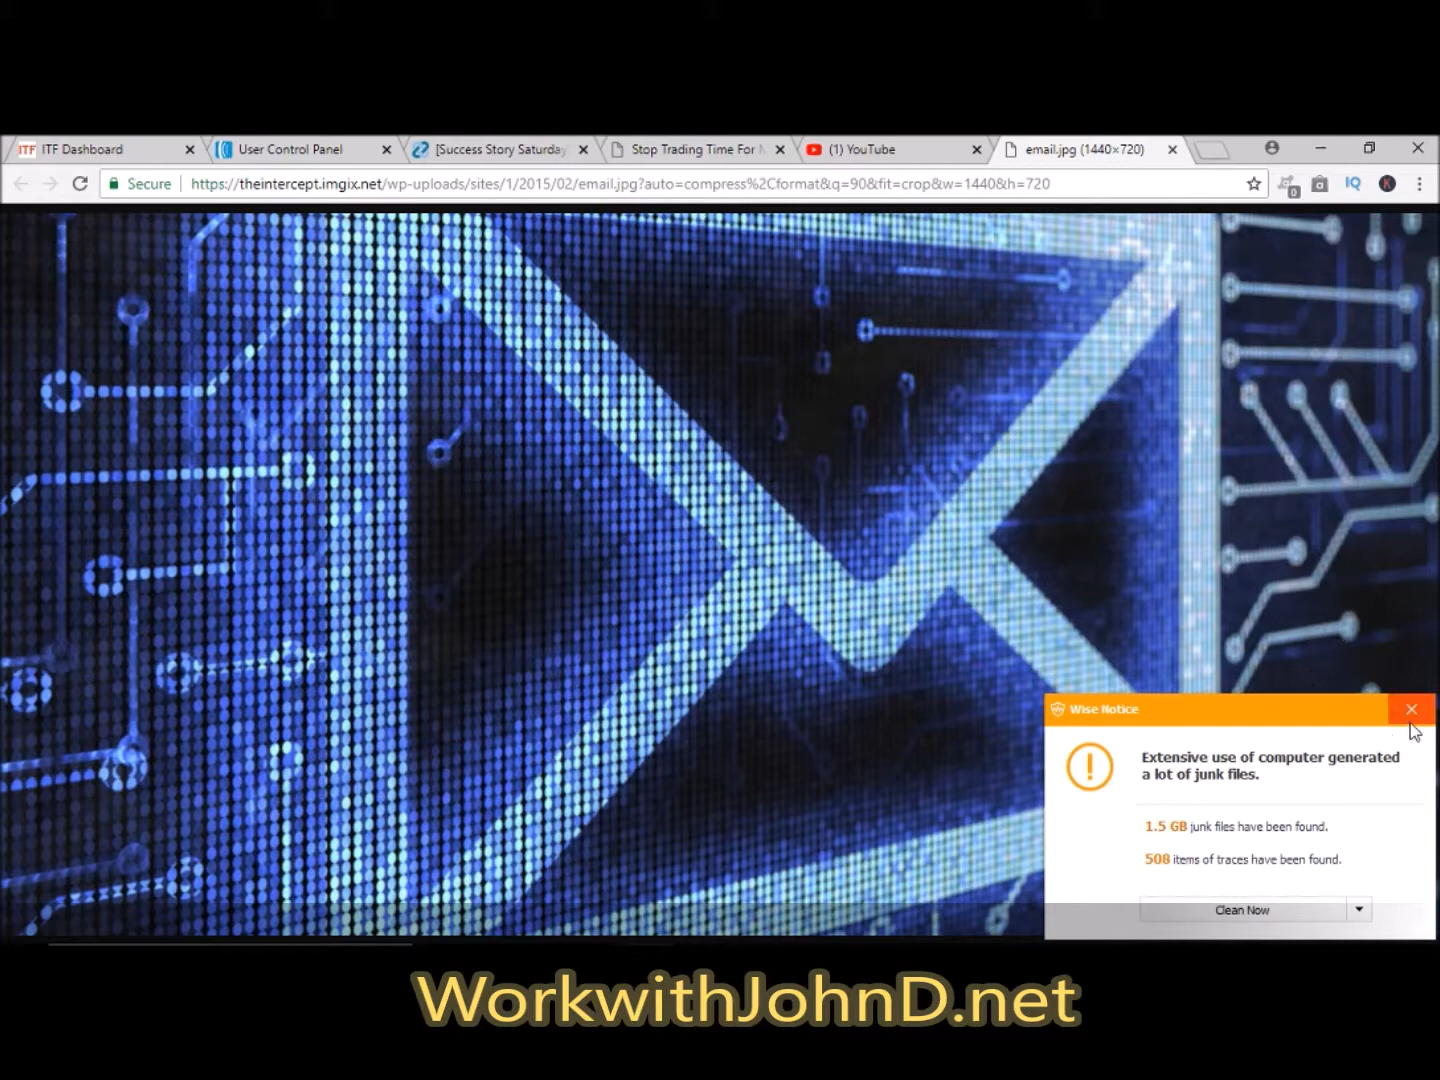 ITF ITF Dashboard
User Control Panel
[Success Story Saturday
Stop Trading Time For
(1) YouTube
email.jpg (1440×720)
Secure https://theintercept.imgix.net/wp-uploads/sites/1/2015/02/email.jpg?auto=compress%2Cformat&q=90&fit=crop&w=1440&h=720
0
a
IQ
K
Wise Notice
!
Extensive use of computer generated
a lot of junk files.
1.5 GB junk files have been found.
508 items of traces have been found.
Clean Now
WorkwithJohnD.net